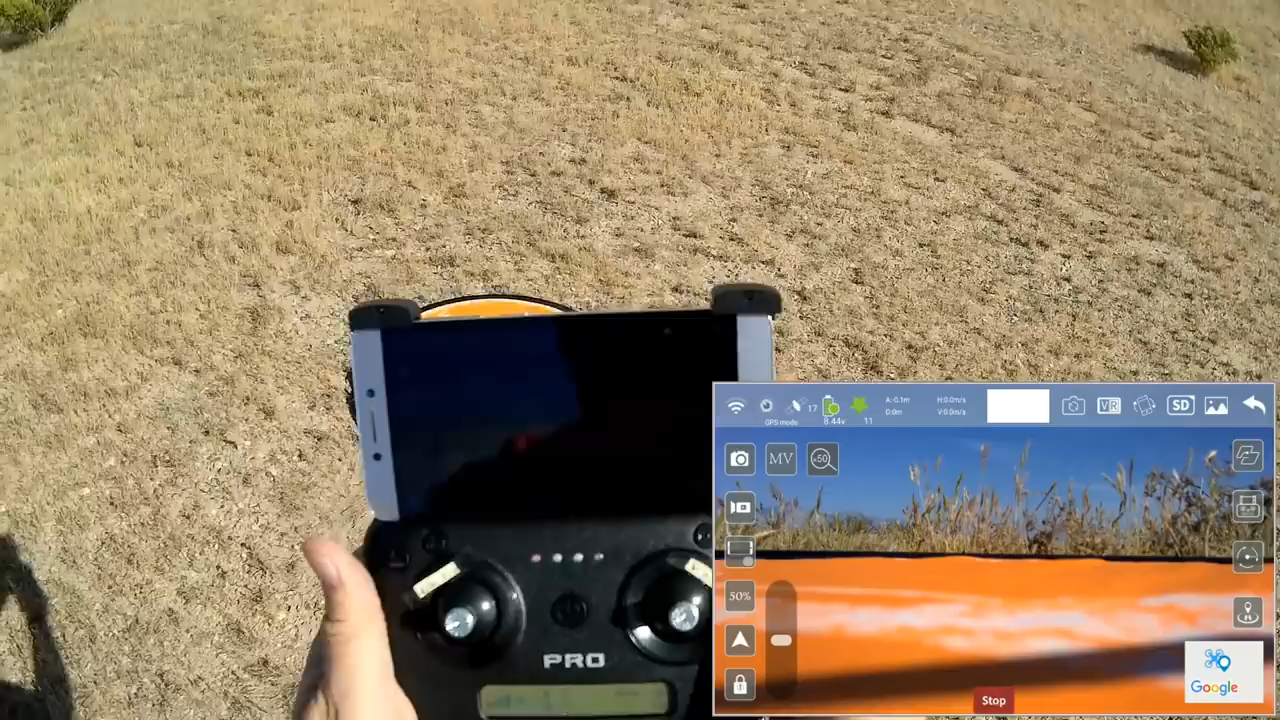 PRO
17
GPS mode
8.44v
11
A:-0.1m
D:0m
H:0.0m/s
V:0.0m/s
VR
SD
MV
x50
50%
Stop
Google